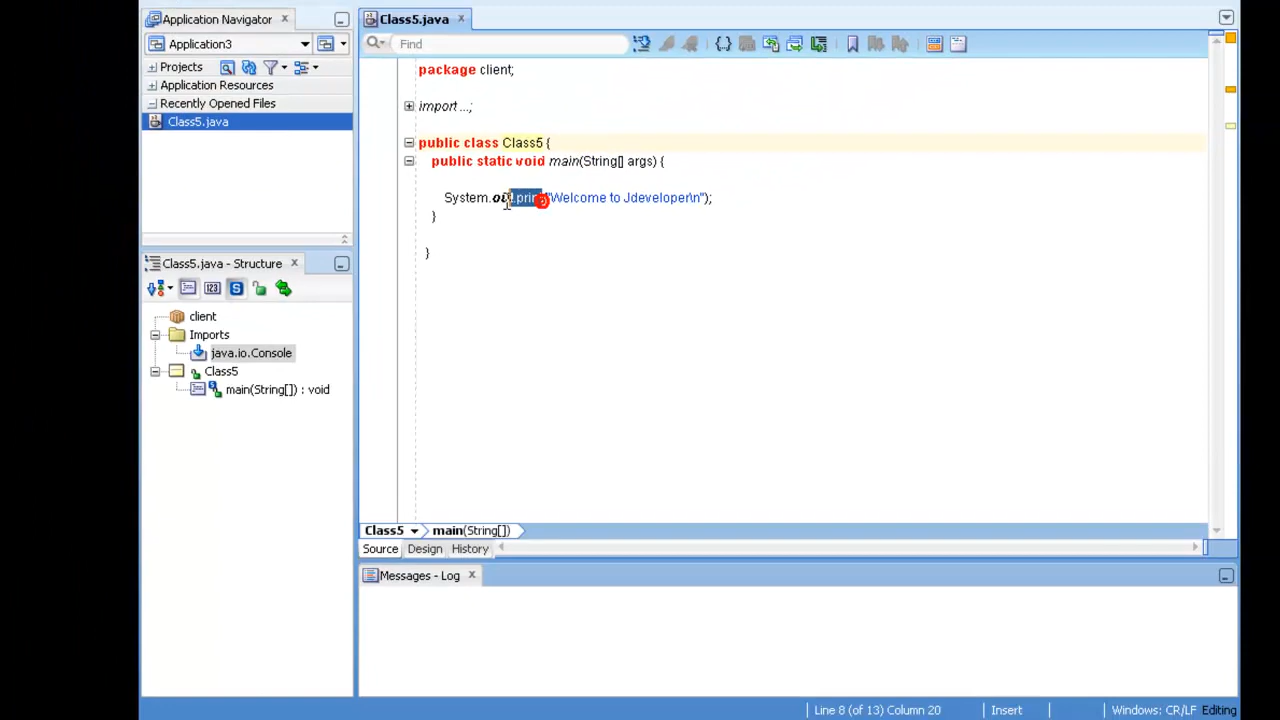 Application Navigator
Class5.java
Application3
Find
Projects
Application Resources
Recently Opened Files
Class5.java
package client;
import ...;
public class Class5 {
public static void main(String[] args) {
System. "Welcome to Jdeveloper\n");
}
}
Class5.java - Structure
client
Imports
java.io.Console
Class5
main(String[]) : void
Class5
main(String[])
Source
Design
History
Messages - Log
Line 8 (of 13) Column 20
Insert
Windows: CR/LF
Editing